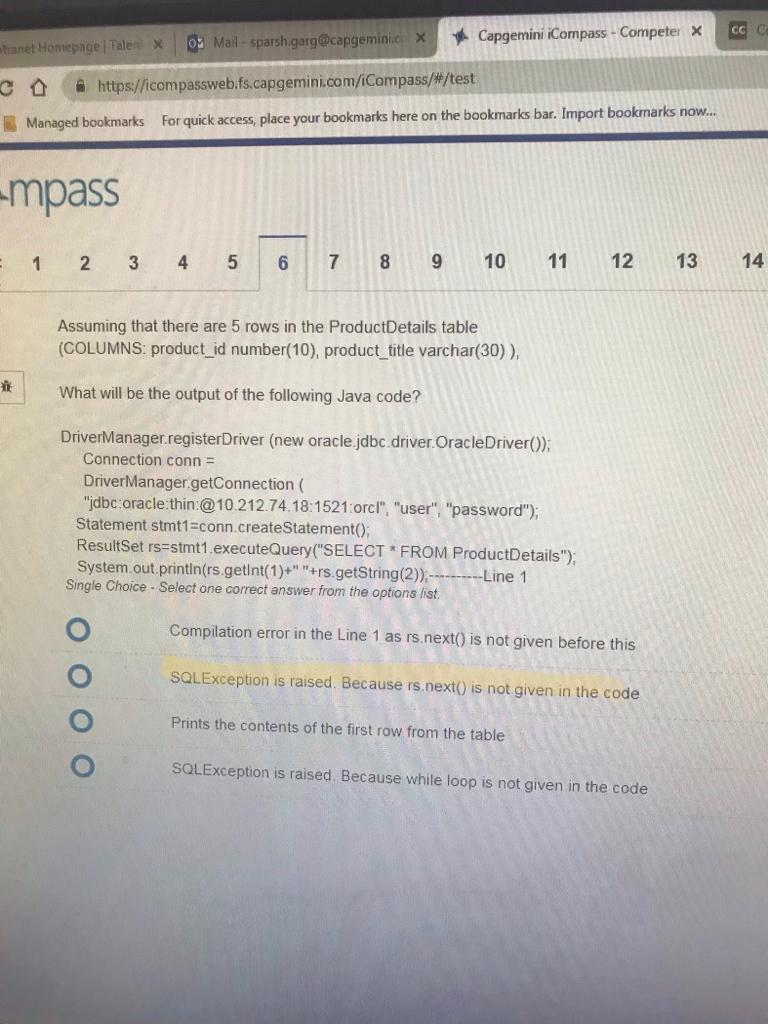 ntranet Homepage | Talen
Mail - sparsh.garg@capgemini.c
Capgemini iCompass - Competer
CC
https://icompassweb.fs.capgemini.com/iCompass/#/test
Managed bookmarks For quick access, place your bookmarks here on the bookmarks bar. Import bookmarks now...
mpass
1 2 3 4 5 6 7 8 9 10 11 12 13 14
Assuming that there are 5 rows in the ProductDetails table
(COLUMNS: product_id number(10), product_title varchar(30) ),
What will be the output of the following Java code?
DriverManager.registerDriver (new oracle.jdbc.driver.OracleDriver());
Connection conn =
DriverManager.getConnection (
"jdbc:oracle:thin:@10.212.74.18:1521:orcl", "user", "password");
Statement stmt1=conn.createStatement();
ResultSet rs=stmt1.executeQuery("SELECT * FROM ProductDetails");
System.out.println(rs.getInt(1)+" "+rs.getString(2));----------Line 1
Single Choice - Select one correct answer from the options list.
Compilation error in the Line 1 as rs.next() is not given before this
SQLException is raised. Because rs.next() is not given in the code
Prints the contents of the first row from the table
SQLException is raised. Because while loop is not given in the code